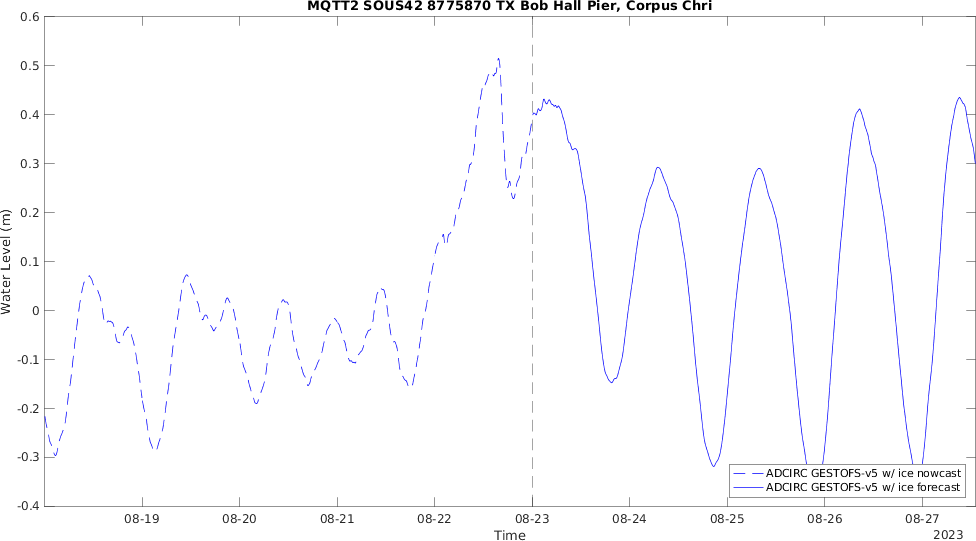 MQTT2 SOUS42 8775870 TX Bob Hall Pier, Corpus Chri
0.6
0.5
0.4
0.3
0.2
0.1
0
-0.1
-0.2
-0.3
-0.4
Water Level (m)
ADCIRC GESTOFS-v5 w/ ice nowcast
ADCIRC GESTOFS-v5 w/ ice forecast
08-19 08-20 08-21 08-22 08-23 08-24 08-25 08-26 08-27
Time
2023